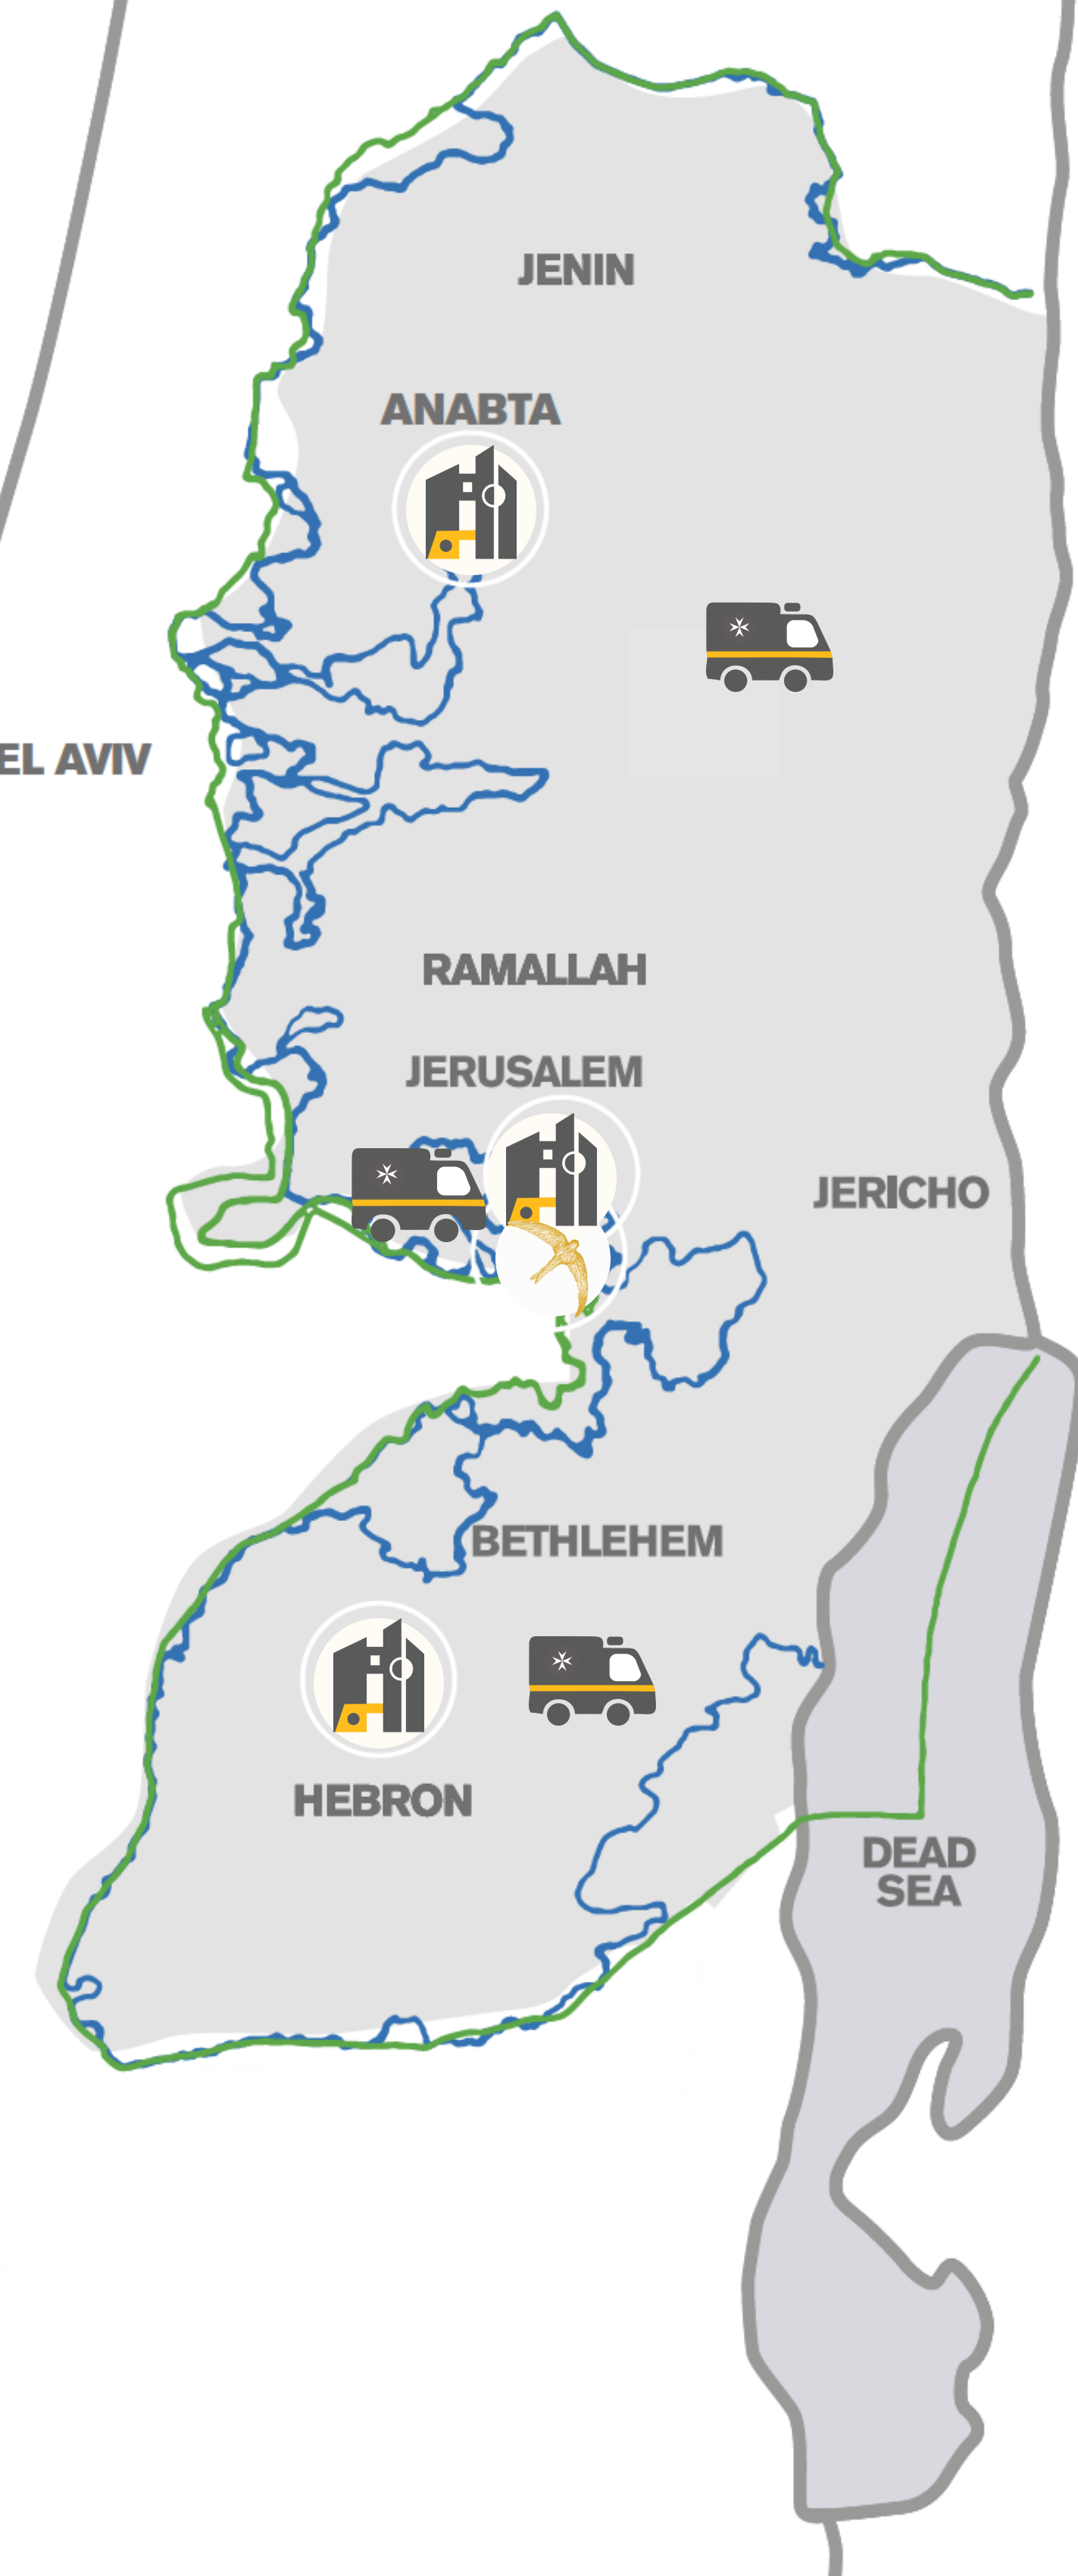 JENIN
ANABTA
EL AVIV
RAMALLAH
JERUSALEM
JERICHO
BETHLEHEM
HEBRON
DEAD
SEA